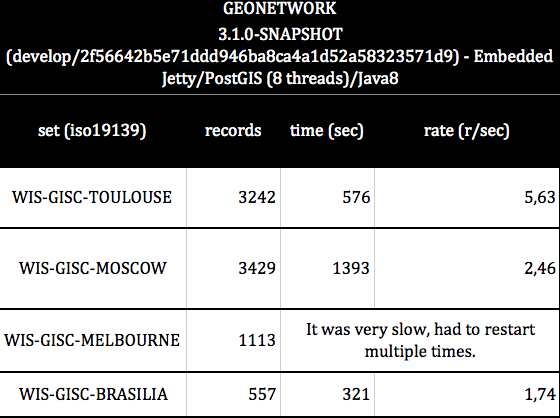 GEONETWORK
3.1.0-SNAPSHOT
(develop/2f56642b5e71ddd946ba8ca4a1d52a58323571d9) - Embedded
Jetty/PostGIS (8 threads)/Java8
set (iso19139) records time (sec) rate (r/sec)
WIS-GISC-TOULOUSE 3242 576 5,63
WIS-GISC-MOSCOW 3429 1393 2,46
WIS-GISC-MELBOURNE 1113 It was very slow, had to restart
multiple times.
WIS-GISC-BRASILIA 557 321 1,74